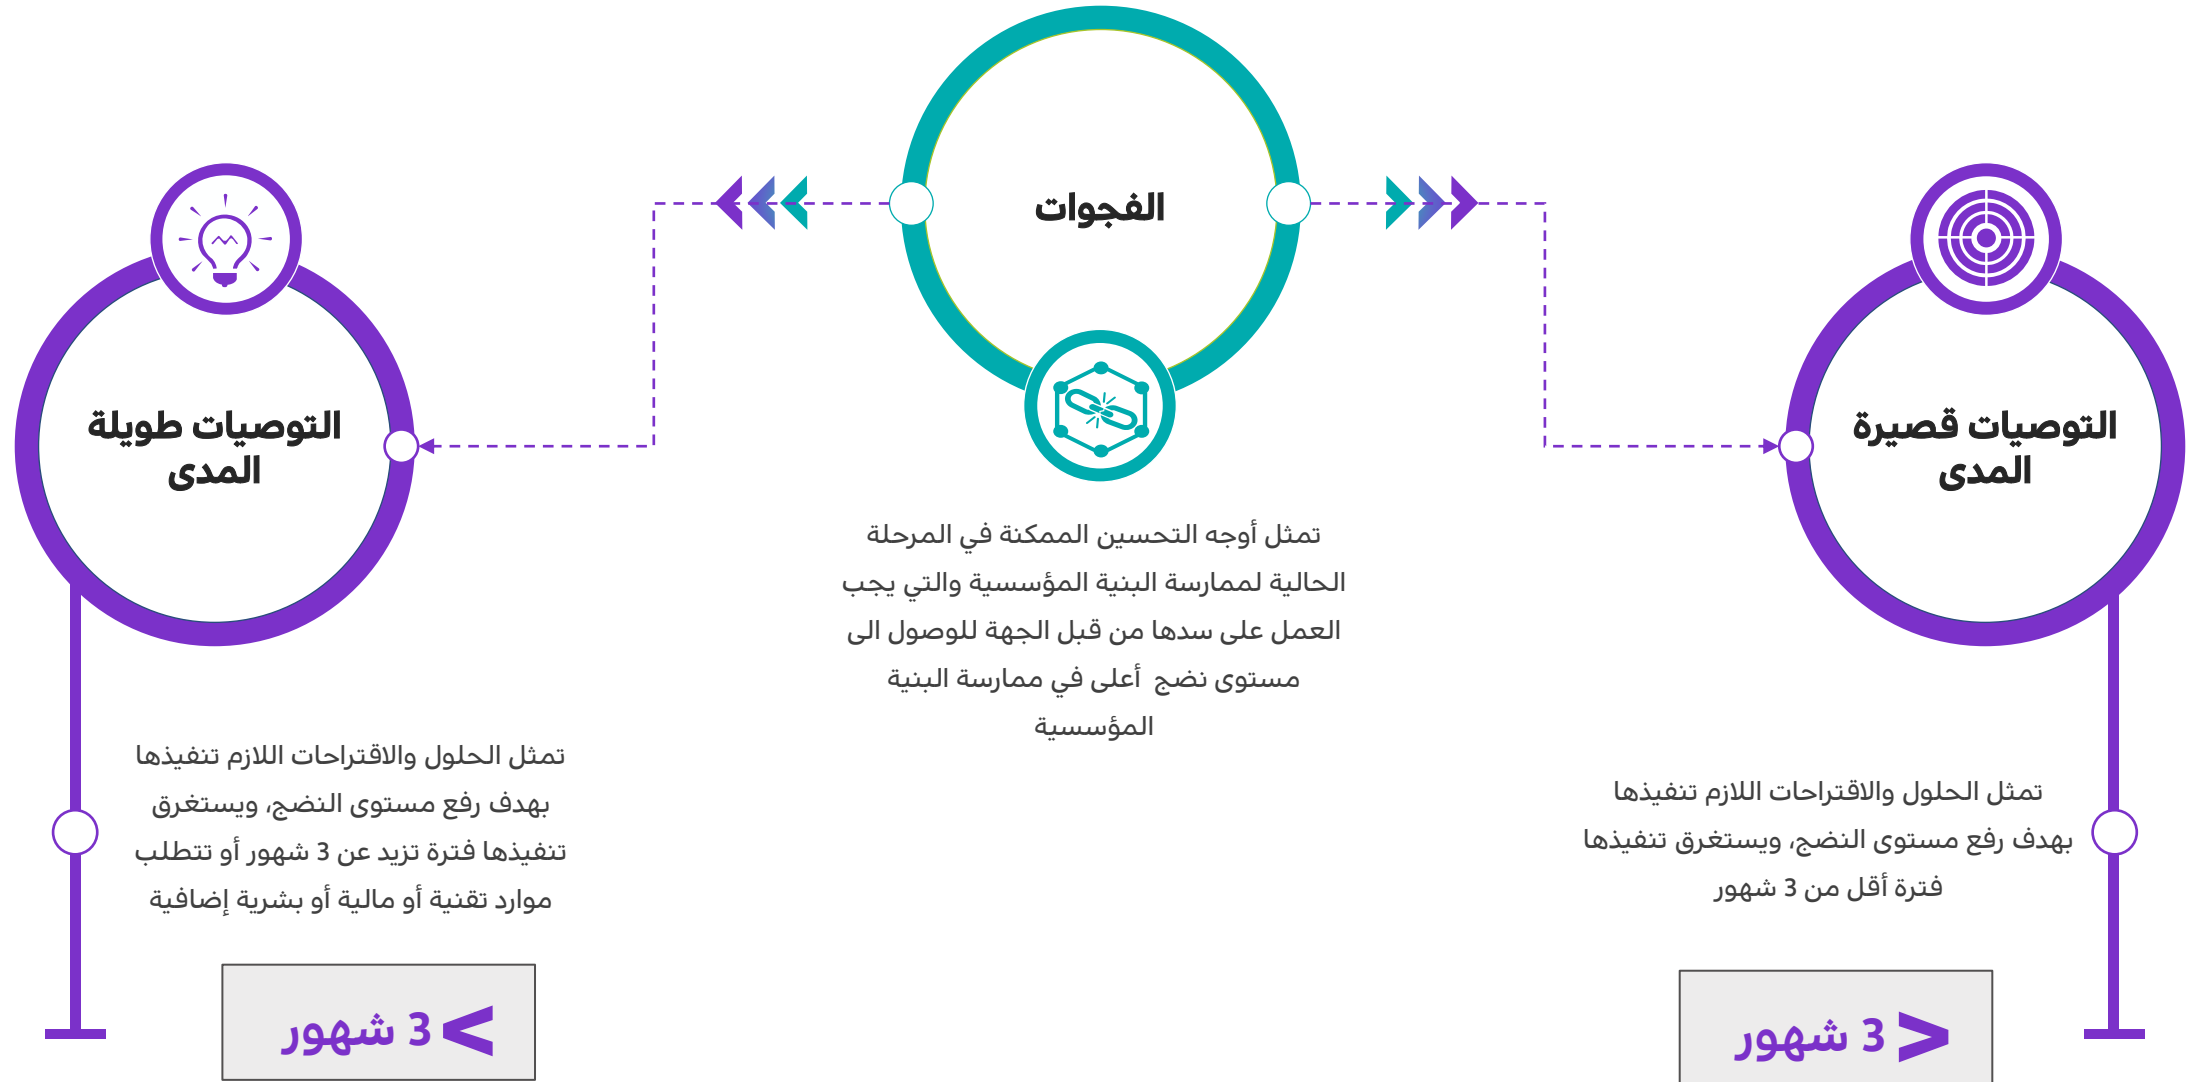 الفجوات
تمثل أوجه التحسين الممكنة في المرحلة
الحالية لممارسة البنية المؤسسية والتي يجب
العمل على سدها من قبل الجهة للوصول الى
مستوى نضج أعلى في ممارسة البنية
المؤسسية
التوصيات قصيرة
المدى
تمثل الحلول والاقتراحات اللازم تنفيذها
بهدف رفع مستوى النضج، ويستغرق تنفيذها
فترة أقل من 3 شهور
> 3 شهور
التوصيات طويلة
المدى
تمثل الحلول والاقتراحات اللازم تنفيذها
بهدف رفع مستوى النضج، ويستغرق
تنفيذها فترة تزيد عن 3 شهور أو تتطلب
موارد تقنية أو مالية أو بشرية إضافية
< 3 شهور